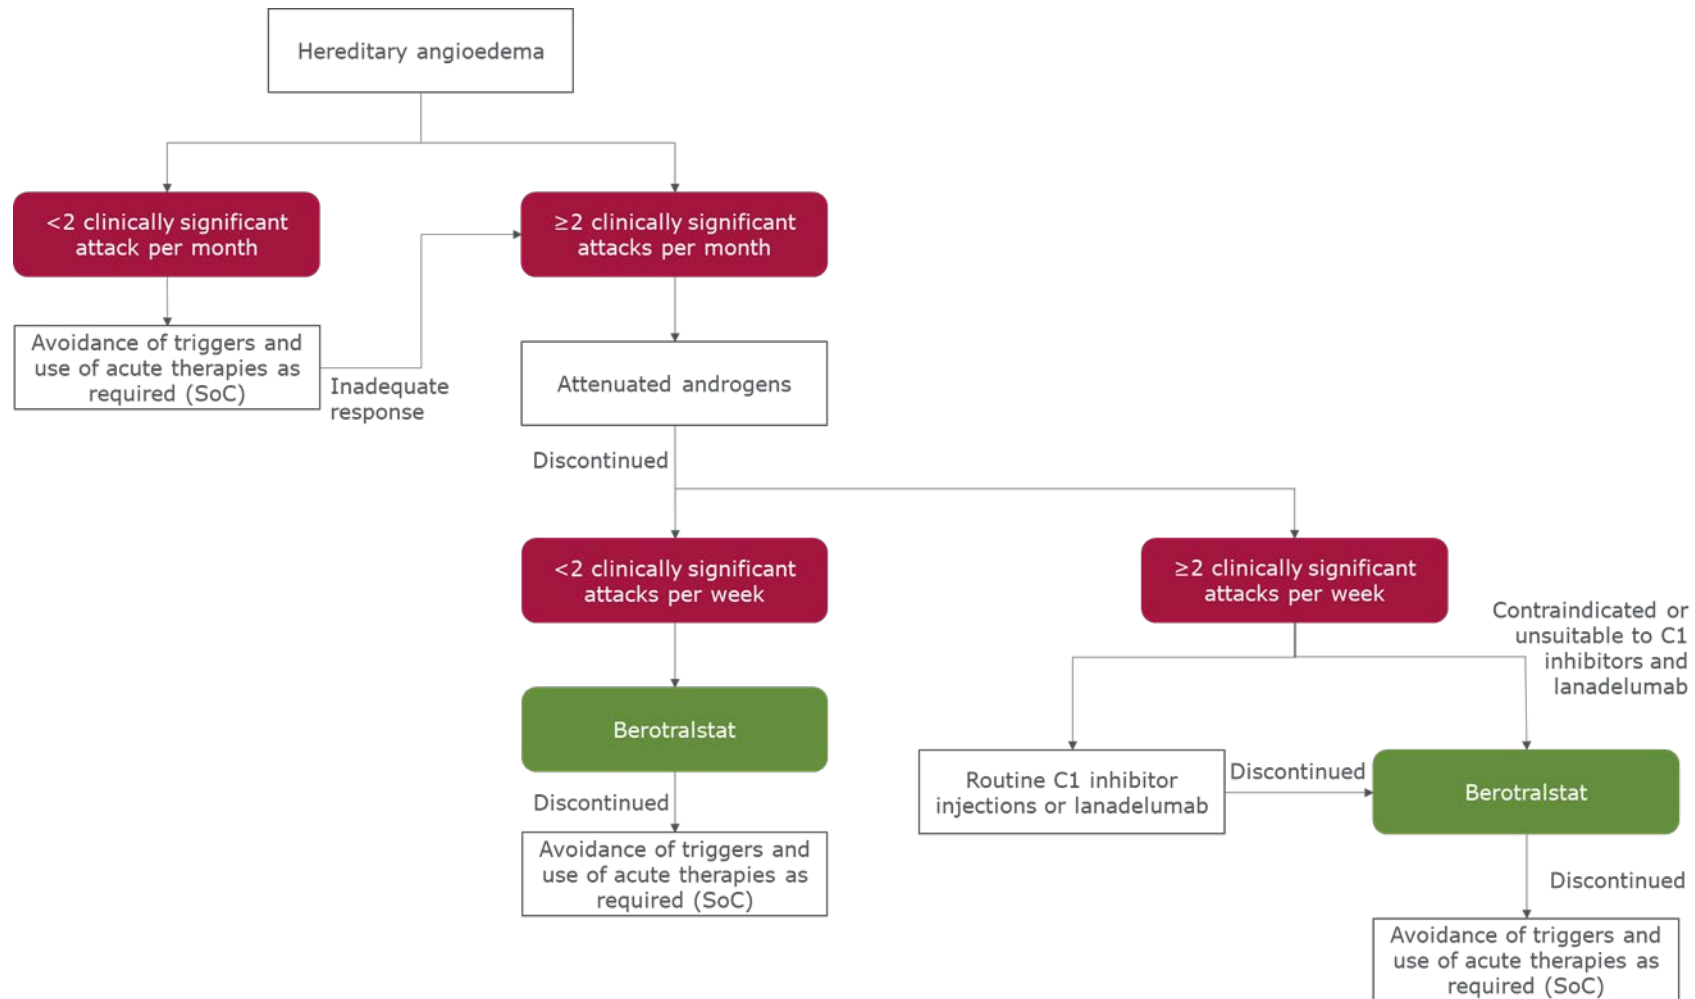 Hereditary angioedema
<2 clinically significant
attack per month
≥2 clinically significant
attacks per month
Avoidance of triggers and
use of acute therapies as
required (SoC)
Inadequate
response
Attenuated androgens
Discontinued
<2 clinically significant
attacks per week
≥2 clinically significant
attacks per week
Contraindicated or
unsuitable to C1
inhibitors and
lanadelumab
Berotralstat
Discontinued
Avoidance of triggers and
use of acute therapies as
required (SoC)
Routine C1 inhibitor
injections or lanadelumab
Discontinued
Berotralstat
Discontinued
Avoidance of triggers and
use of acute therapies as
required (SoC)